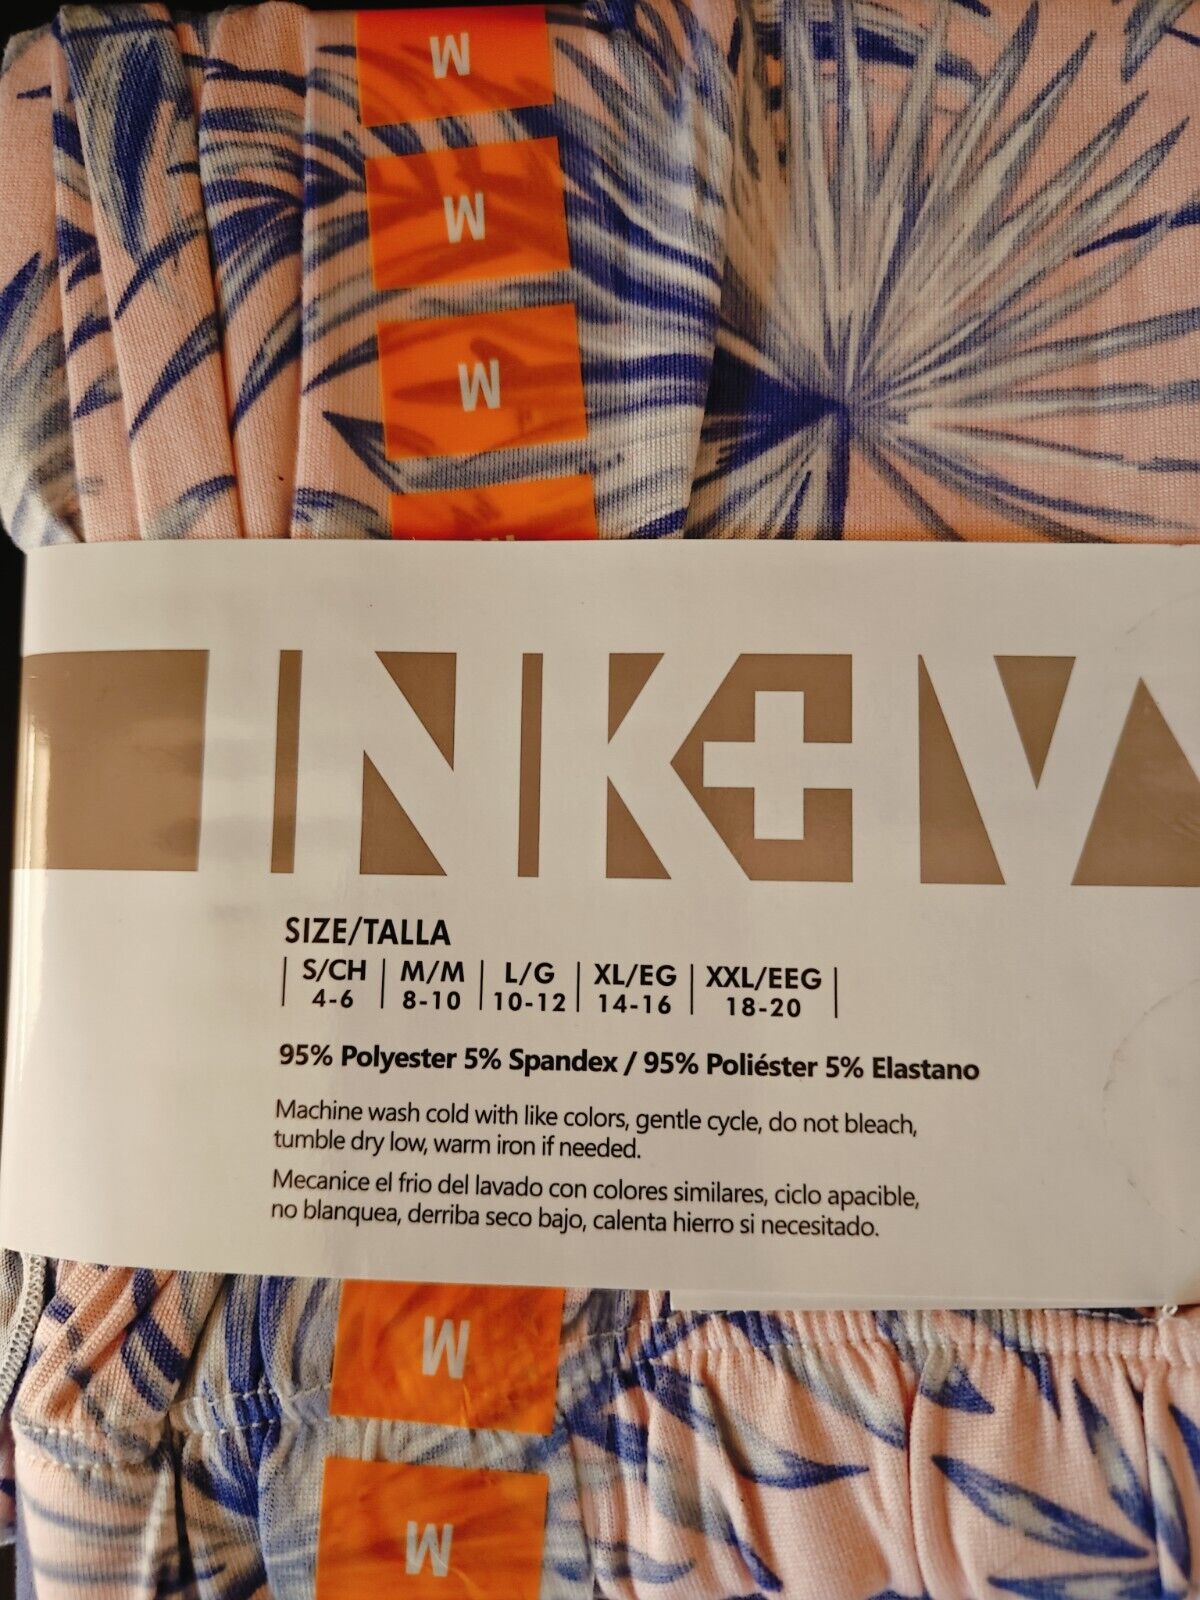 M
M
M
M
INK+IV
SIZE/TALLA
S/CH M/M L/G XL/EG XXL/EEG
4-6 8-10 10-12 14-16 18-20
95% Polyester 5% Spandex / 95% Poliéster 5% Elastano
Machine wash cold with like colors, gentle cycle, do not bleach,
tumble dry low, warm iron if needed.
Mecanice el frio del lavado con colores similares, ciclo apacible,
no blanquea, derriba seco bajo, calenta hierro si necesitado.
M
M